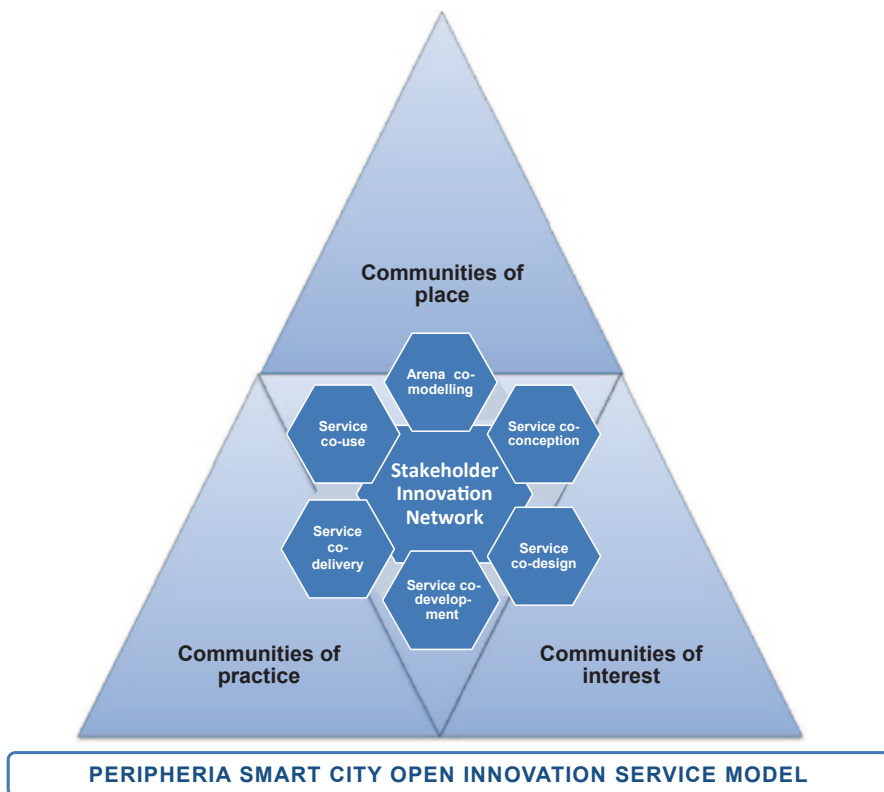 Communities of
place
Arena co-
modelling
Service co-
conception
Service
co-design
Service co-
develop-
ment
Service
co-
delivery
Service
co-use
Stakeholder
Innovation
Network
Communities of
practice
Communities of
interest
PERIPHERIA SMART CITY OPEN INNOVATION SERVICE MODEL